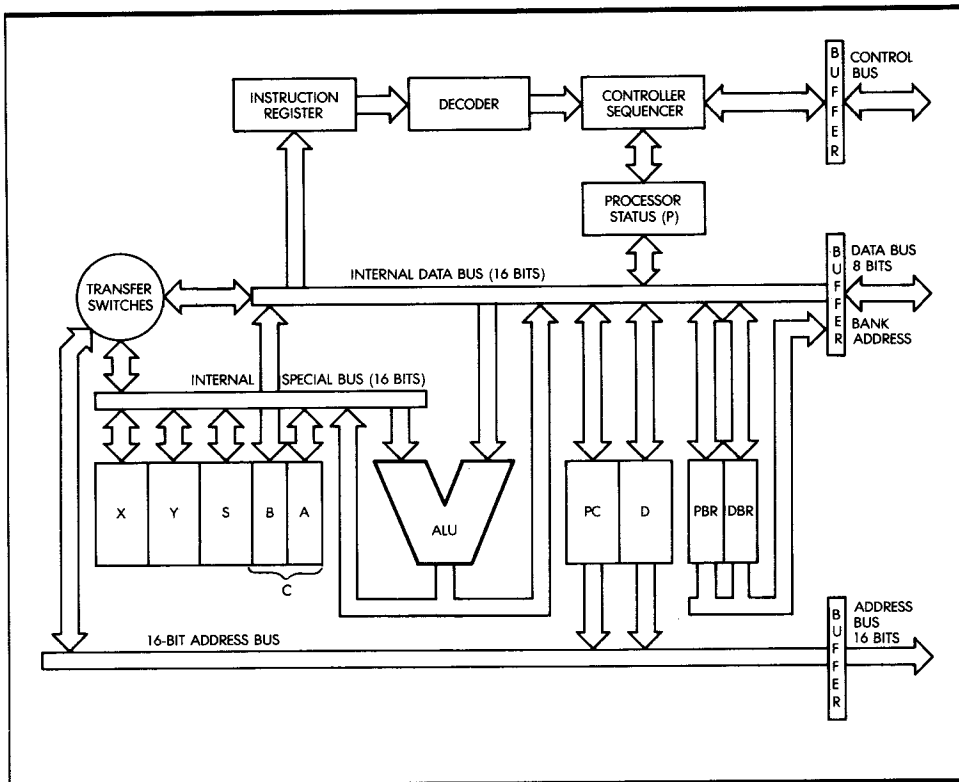 INSTRUCTION
REGISTER
DECODER
CONTROLLER
SEQUENCER
BUFFER
CONTROL
BUS
PROCESSOR
STATUS (P)
TRANSFER
SWITCHES
INTERNAL DATA BUS (16 BITS)
BUFFER
DATA BUS
8 BITS
BANK
ADDRESS
INTERNAL SPECIAL BUS (16 BITS)
X
Y
S
B
A
C
ALU
PC
D
PBR
DBR
16-BIT ADDRESS BUS
BUFFER
ADDRESS
BUS
16 BITS